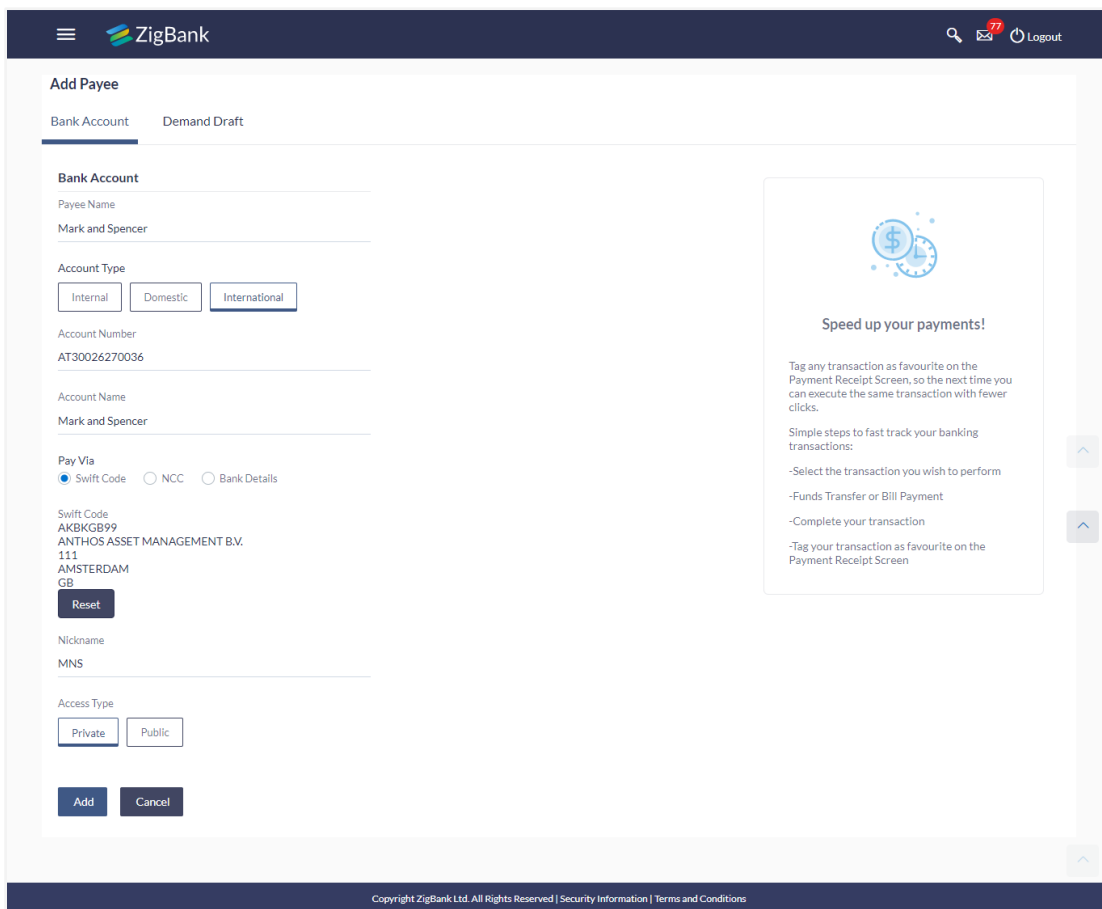 ZigBank
77
Logout
Add Payee
Bank Account
Demand Draft
Bank Account
Payee Name
Mark and Spencer
Account Type
Internal
Domestic
International
Account Number
AT30026270036
Account Name
Mark and Spencer
Pay Via
Swift Code
NCC
Bank Details
Swift Code
AKBKGB99
ANTHOS ASSET MANAGEMENT B.V.
111
AMSTERDAM
GB
Reset
Nickname
MNS
Access Type
Private
Public
Add
Cancel
Speed up your payments!
Tag any transaction as favourite on the
Payment Receipt Screen, so the next time you
can execute the same transaction with fewer
clicks.
Simple steps to fast track your banking
transactions:
-Select the transaction you wish to perform
-Funds Transfer or Bill Payment
-Complete your transaction
-Tag your transaction as favourite on the
Payment Receipt Screen
Copyright ZigBank Ltd. All Rights Reserved | Security Information | Terms and Conditions